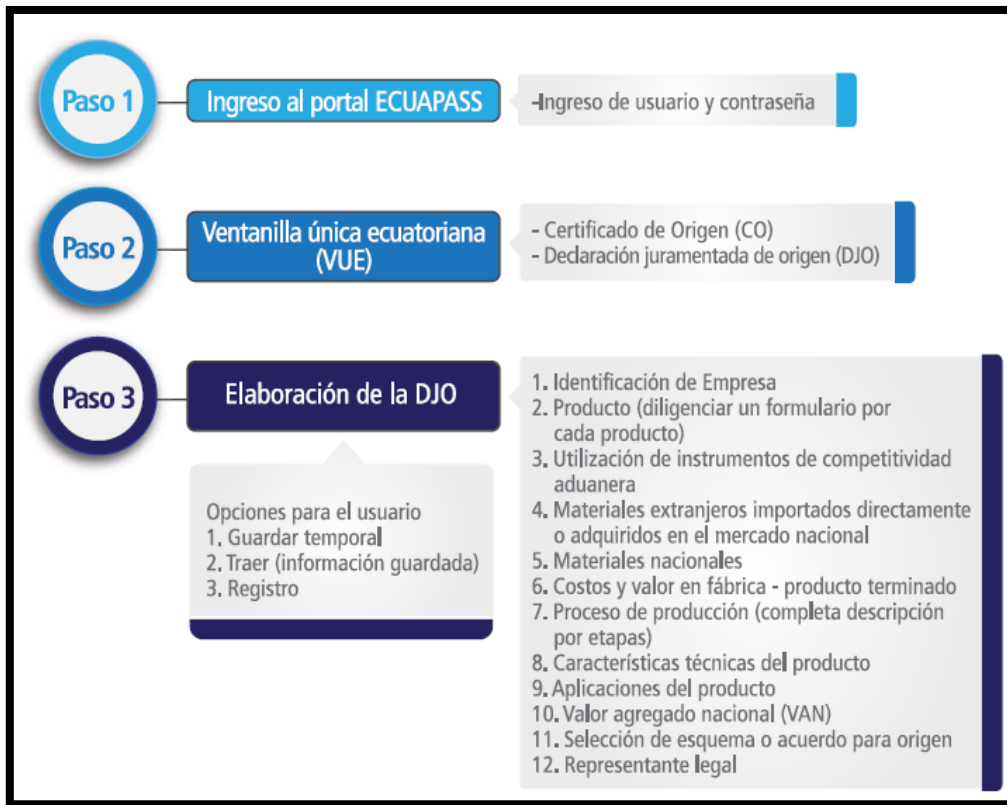 Paso 1
Ingreso al portal ECUAPASS
-Ingreso de usuario y contraseña
Paso 2
Ventanilla única ecuatoriana
(VUE)
- Certificado de Origen (CO)
- Declaración juramentada de origen (DJO)
Paso 3
Elaboración de la DJO
Opciones para el usuario
1. Guardar temporal
2. Traer (información guardada)
3. Registro
1. Identificación de Empresa
2. Producto (diligenciar un formulario por
cada producto)
3. Utilización de instrumentos de competitividad
aduanera
4. Materiales extranjeros importados directamente
o adquiridos en el mercado nacional
5. Materiales nacionales
6. Costos y valor en fábrica - producto terminado
7. Proceso de producción (completa descripción
por etapas)
8. Características técnicas del producto
9. Aplicaciones del producto
10. Valor agregado nacional (VAN)
11. Selección de esquema o acuerdo para origen
12. Representante legal